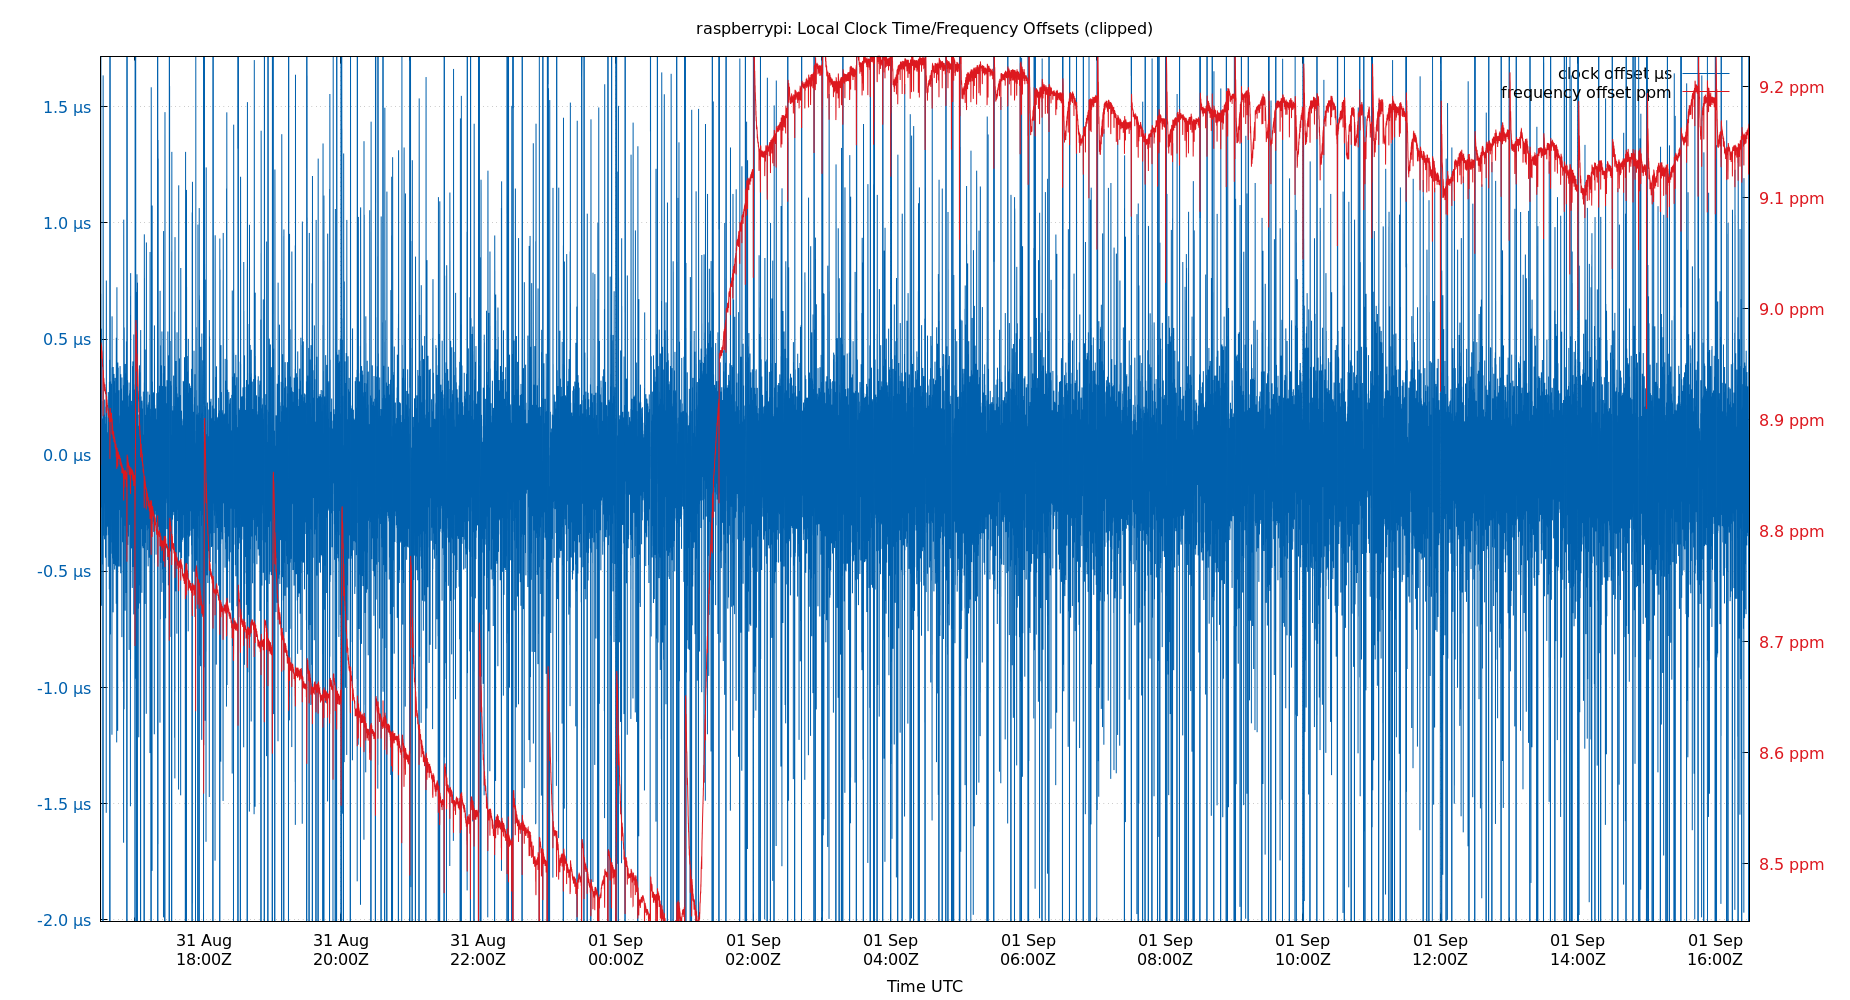 raspberrypi: Local Clock Time/Frequency Offsets (clipped)
clock offset µs
frequency offset ppm
1.5 µs
1.0 µs
0.5 µs
0.0 µs
-0.5 µs
-1.0 µs
-1.5 µs
-2.0 µs
9.2 ppm
9.1 ppm
9.0 ppm
8.9 ppm
8.8 ppm
8.7 ppm
8.6 ppm
8.5 ppm
31 Aug 31 Aug 31 Aug 01 Sep 01 Sep 01 Sep 01 Sep 01 Sep 01 Sep 01 Sep 01 Sep 01 Sep
18:00Z 20:00Z 22:00Z 00:00Z 02:00Z 04:00Z 06:00Z 08:00Z 10:00Z 12:00Z 14:00Z 16:00Z
Time UTC